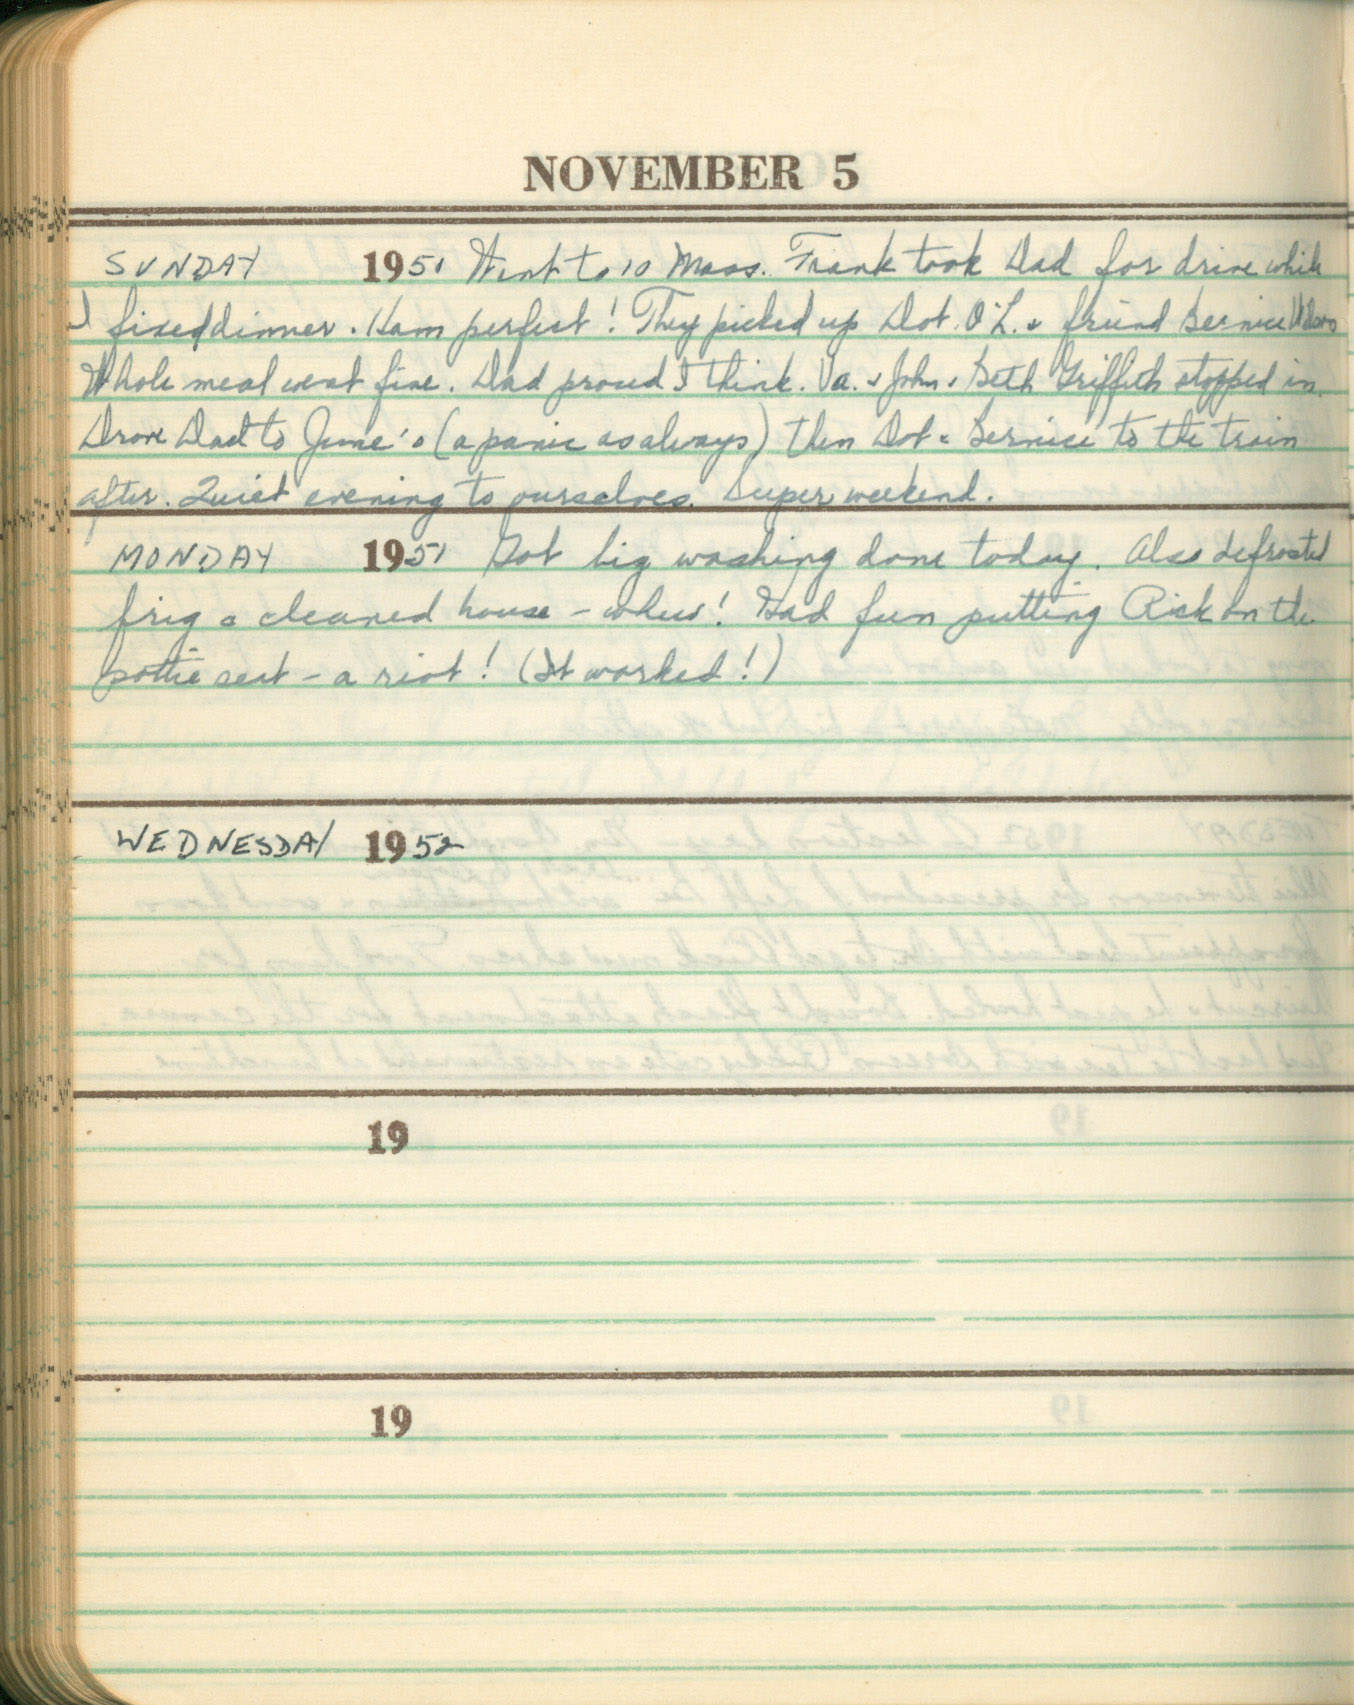 NOVEMBER 5
SUNDAY 1950 Went to 10 Mass. Frank took Dad for drive while
I fixed dinner. Ham perfect! They picked up Dot O'L. & friend Bernice
Whole meal went fine. Dad proud I think. Va. & John & Beth Griffith stopped in.
Drove Dad to June's (a panic as always) then Dot & Bernice to the train
after. Quiet evening to ourselves. Super weekend.
MONDAY 1951 Got big washing done today. Also defrosted
frig & cleaned house - whew! Had fun putting Rick on the
pottie seat - a riot! (It worked!)
WEDNESDAY 1952
19
19